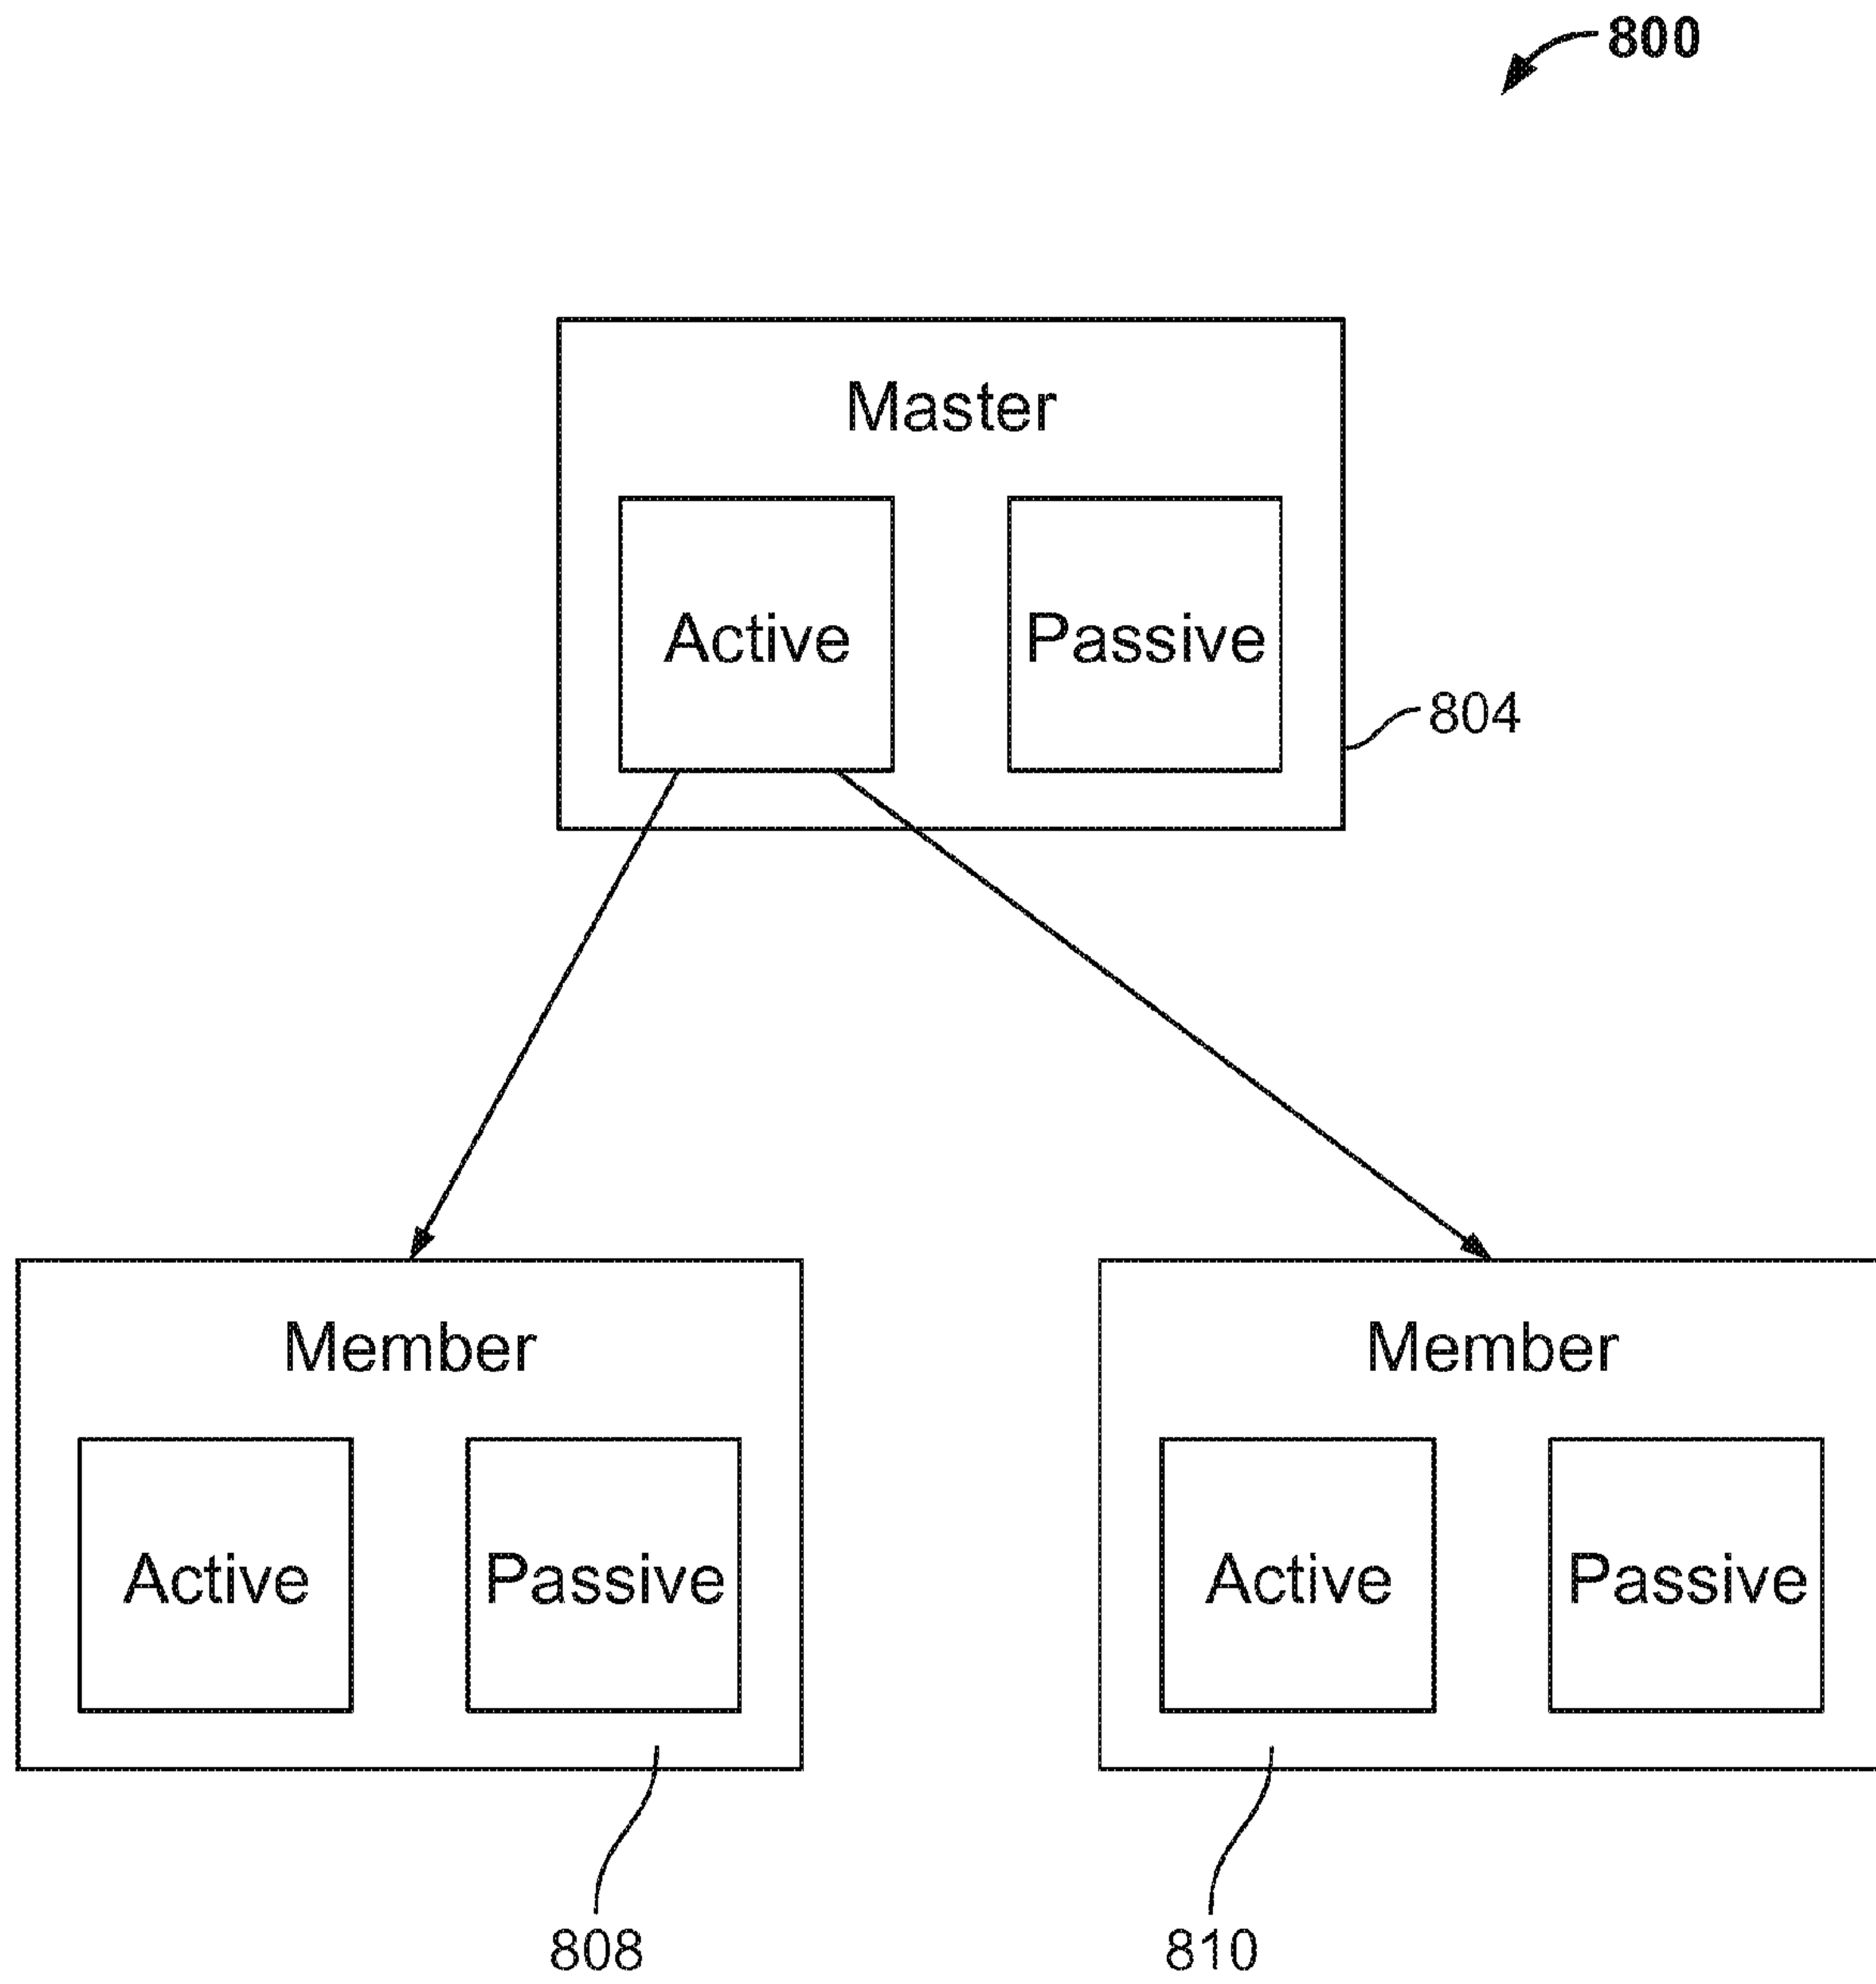 800
Master
Active Passive
804
Member Member
Active Passive Active Passive
808 810